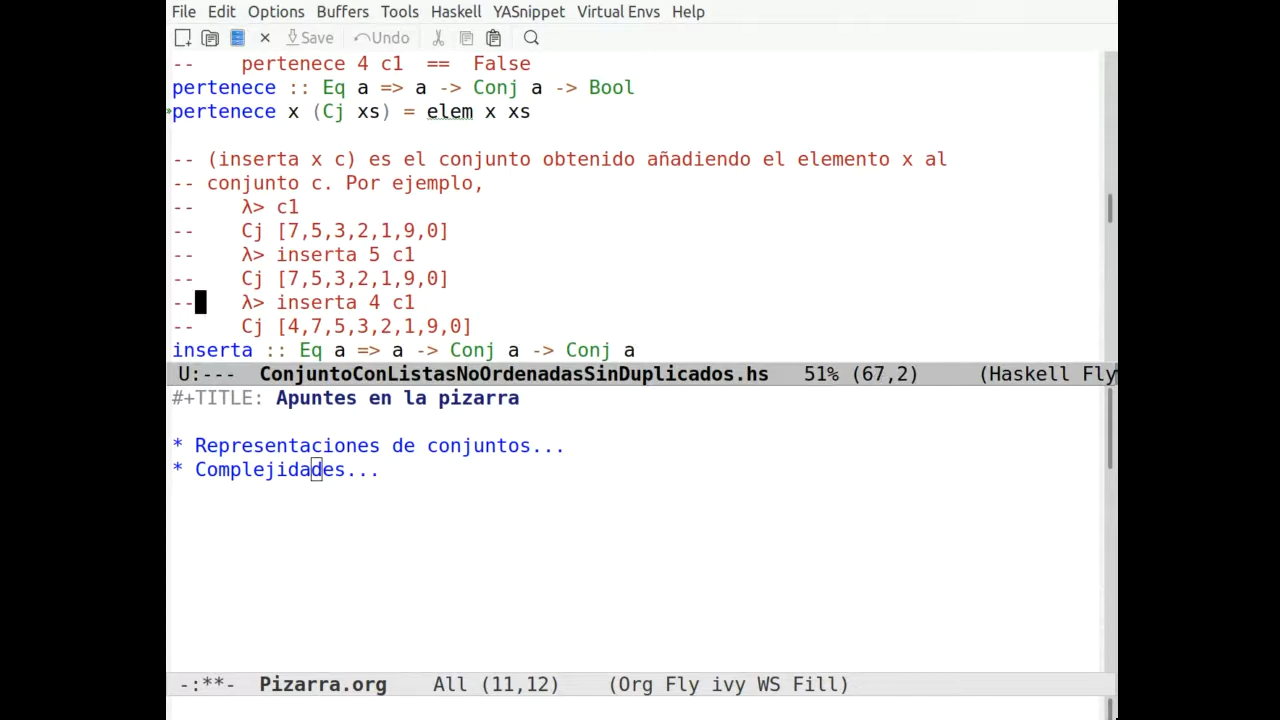 File Edit Options Buffers Tools Haskell YASnippet Virtual Envs Help
Save Undo
-- pertenece 4 c1 == False
pertenece :: Eq a => a -> Conj a -> Bool
pertenece x (Cj xs) = elem x xs
-- (inserta x c) es el conjunto obtenido añadiendo el elemento x al
-- conjunto c. Por ejemplo,
-- λ> c1
-- Cj [7,5,3,2,1,9,0]
-- λ> inserta 5 c1
-- Cj [7,5,3,2,1,9,0]
-- λ> inserta 4 c1
-- Cj [4,7,5,3,2,1,9,0]
inserta :: Eq a => a -> Conj a -> Conj a
U:--- ConjuntoConListasNoOrdenadasSinDuplicados.hs 51% (67,2) (Haskell Fly
#+TITLE: Apuntes en la pizarra
* Representaciones de conjuntos...
* Complejidades...
-:**- Pizarra.org All (11,12) (Org Fly ivy WS Fill)